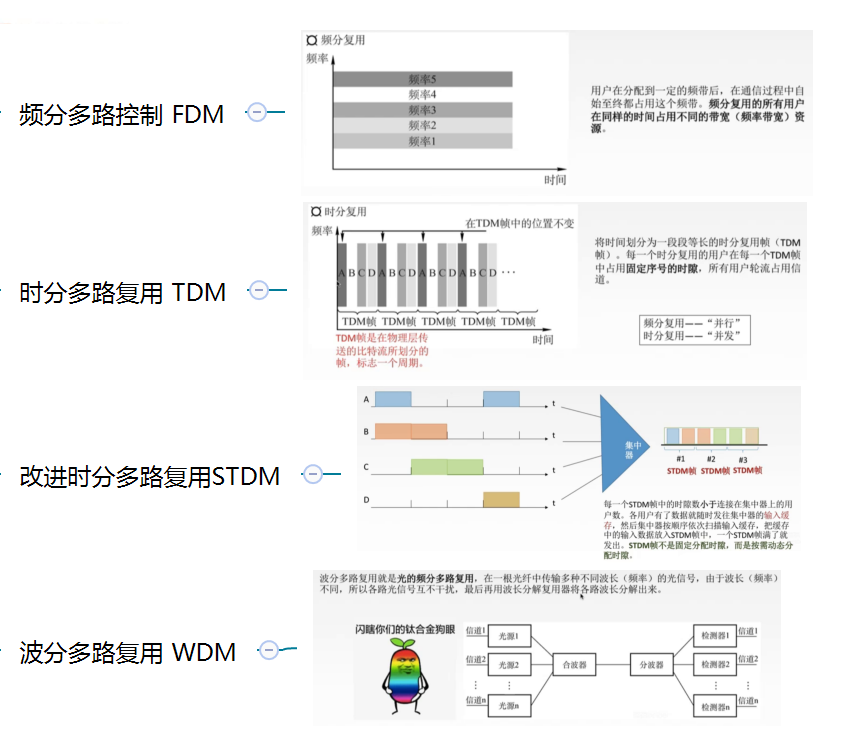 频分多路控制 FDM
频分复用
频率
频率5
频率4
频率3
频率2
频率1
时间
用户在分配到一定的频带后，在通信过程中自
始至终都占用这个频带。频分复用的所有用户
在同样的时间占用不同的带宽（频率带宽）资
源。
时分多路复用 TDM
时分复用
频率
在TDM帧中的位置不变
A B C D A B C D A B C D A B C D ···
TDM帧 TDM帧 TDM帧 TDM帧 TDM帧
时间
TDM帧是在物理层传
送的比特流所划分的
帧，标志一个周期。
将时间划分为一段段等长的时分复用帧（TDM
帧）。每一个时分复用的用户在每一个TDM帧
中占用固定序号的时隙，所有用户轮流占用信
道。
频分复用——“并行”
时分复用——“并发”
改进时分多路复用STDM
A
t
B
t
C
t
D
t
集中
器
#1 #2 #3
STDM帧 STDM帧 STDM帧
每一个STDM帧中的时隙数小于连接在集中器上的用
户数。各用户有了数据就随时发往集中器的输入缓
存，然后集中器按顺序依次扫描输入缓存，把缓存
中的输入数据放入STDM帧中，一个STDM帧满了就
发出。STDM帧不是固定分配时隙，而是按需动态分
配时隙。
波分多路复用 WDM
波分多路复用就是光的频分多路复用，在一根光纤中传输多种不同波长（频率）的光信号，由于波长（频率）
不同，所以各路光信号互不干扰，最后再用波长分解复用器将各路波长分解出来。
闪瞎你们的钛合金狗眼
信道1 光源1
信道2 光源2
⋮ ⋮
信道n 光源n
合波器
分波器
检测器1 信道1
检测器2 信道2
⋮ ⋮
检测器n 信道n